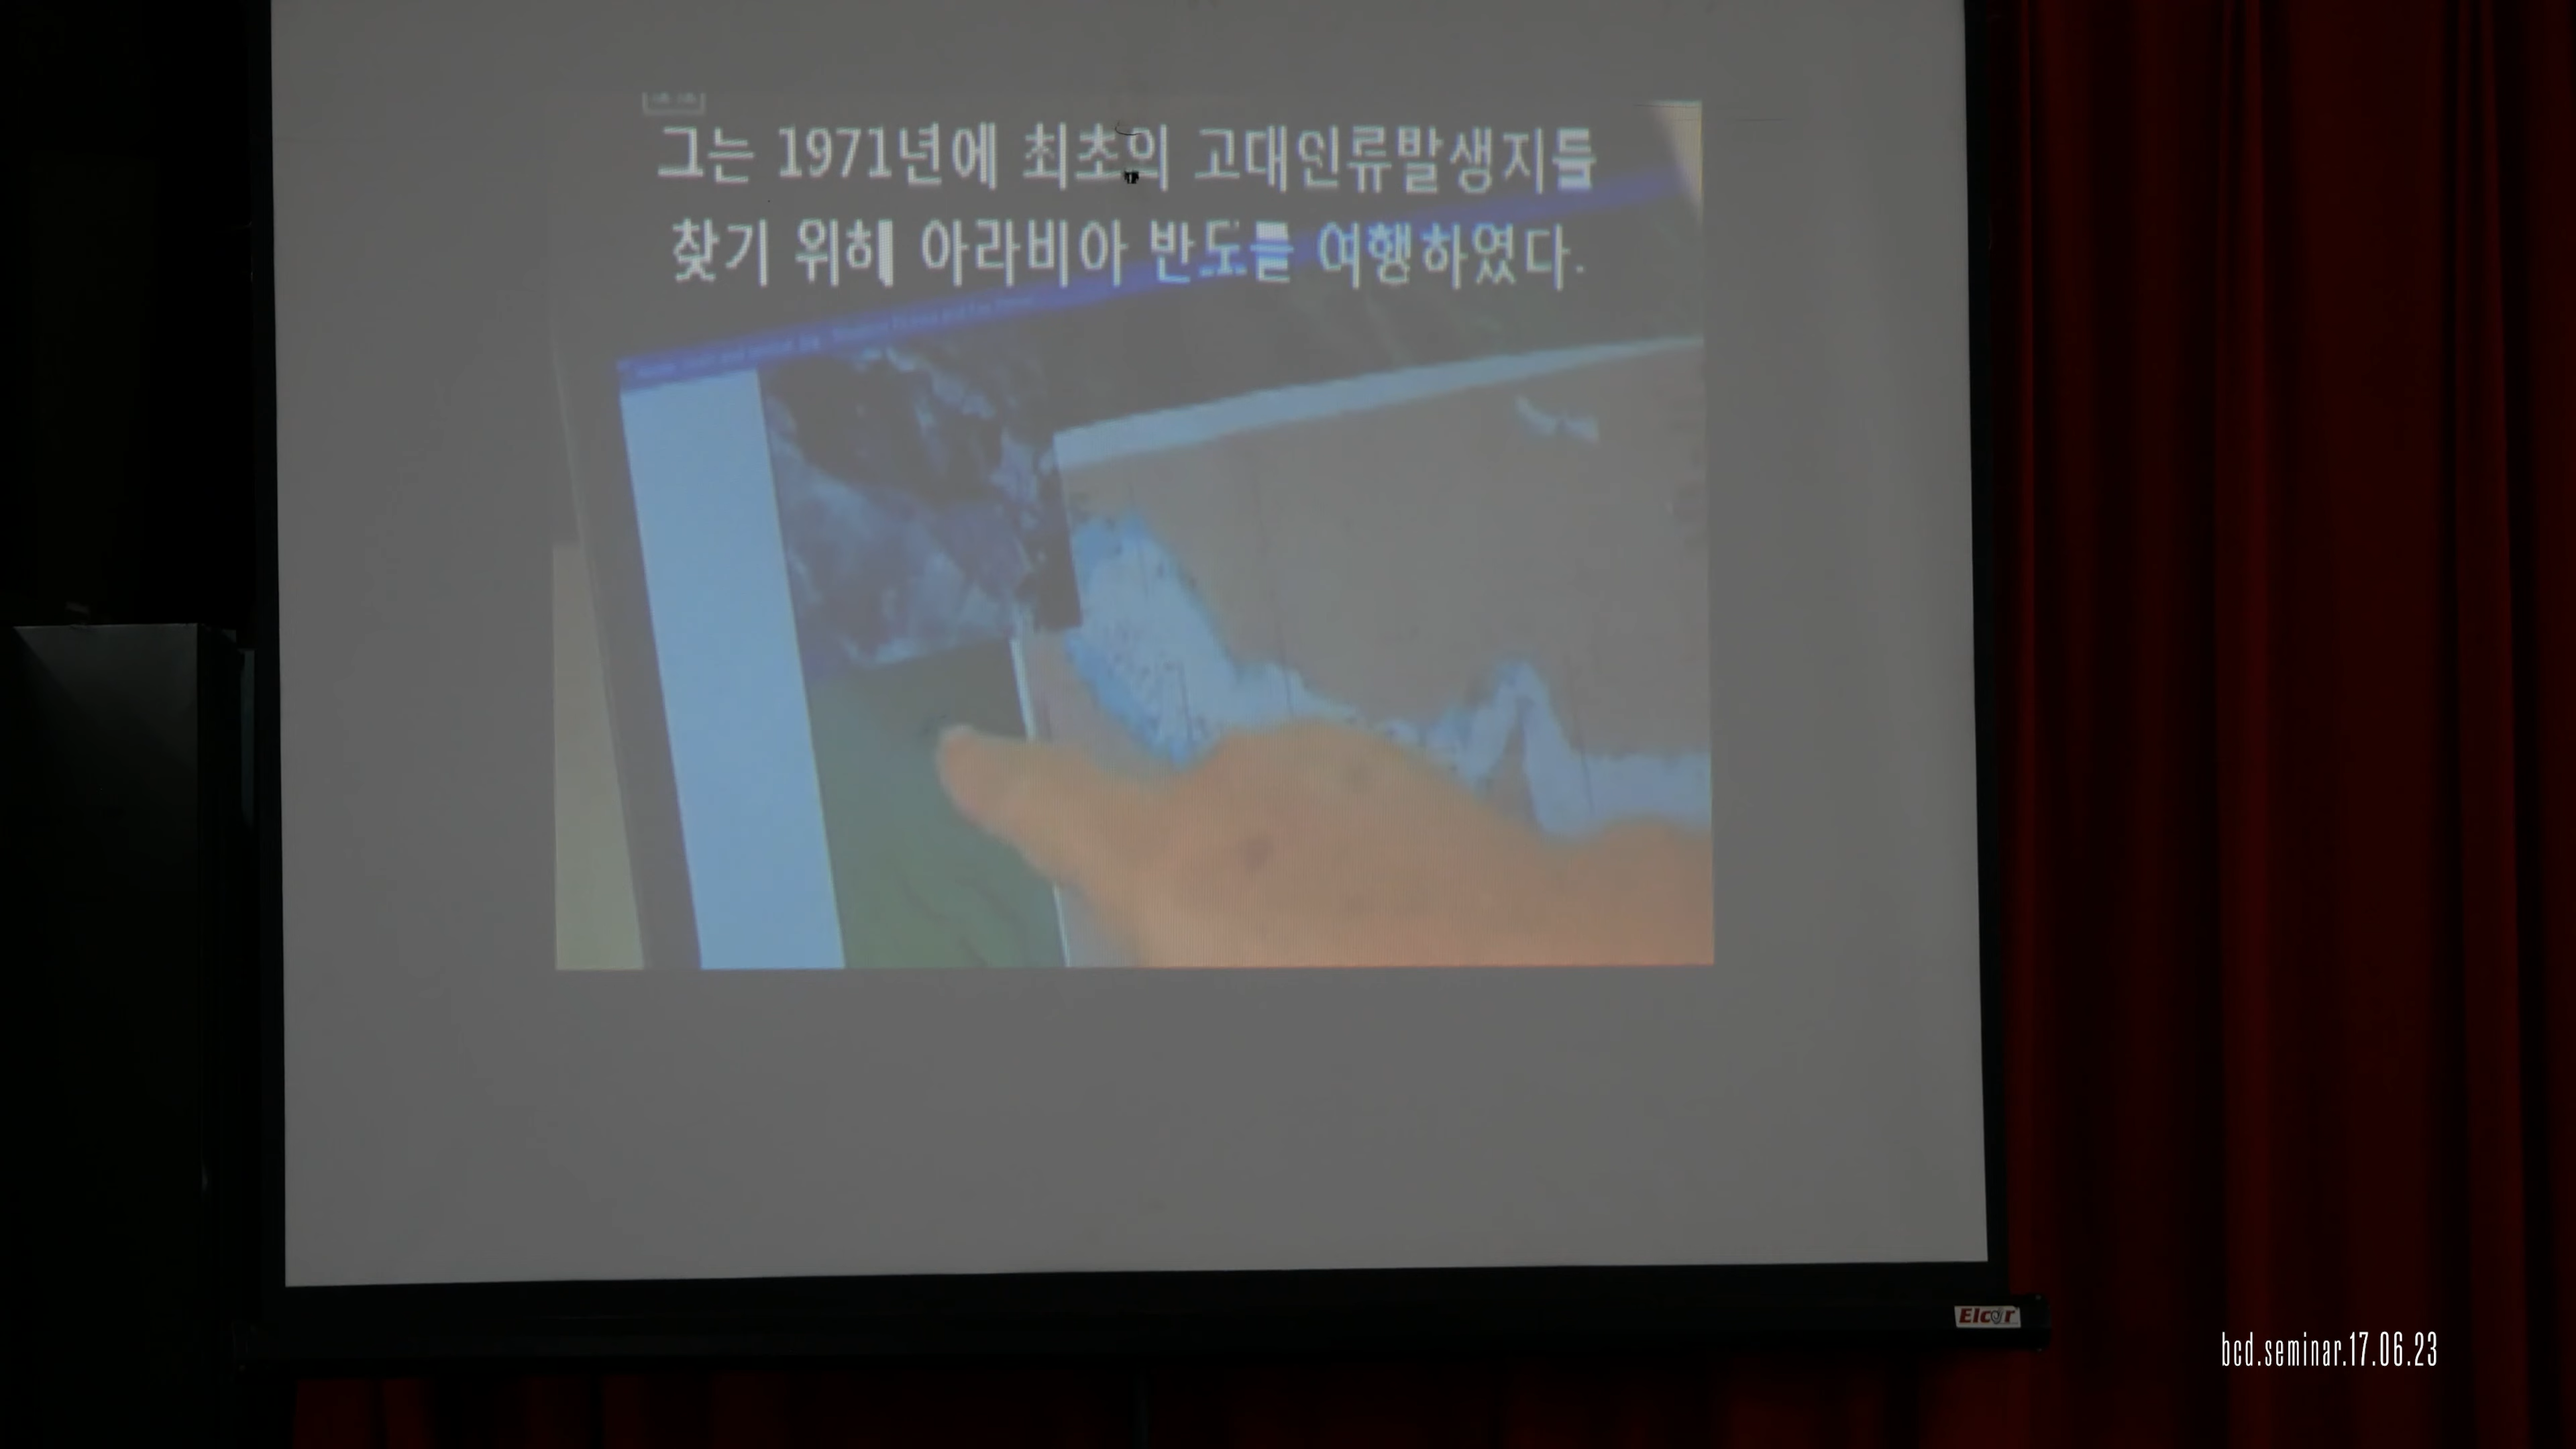 그는 1971년에 최초의 고대인류발생지들
찾기 위해 아라비아 반도를 여행하였다.
Elcor
bcd.seminar.17.06.23